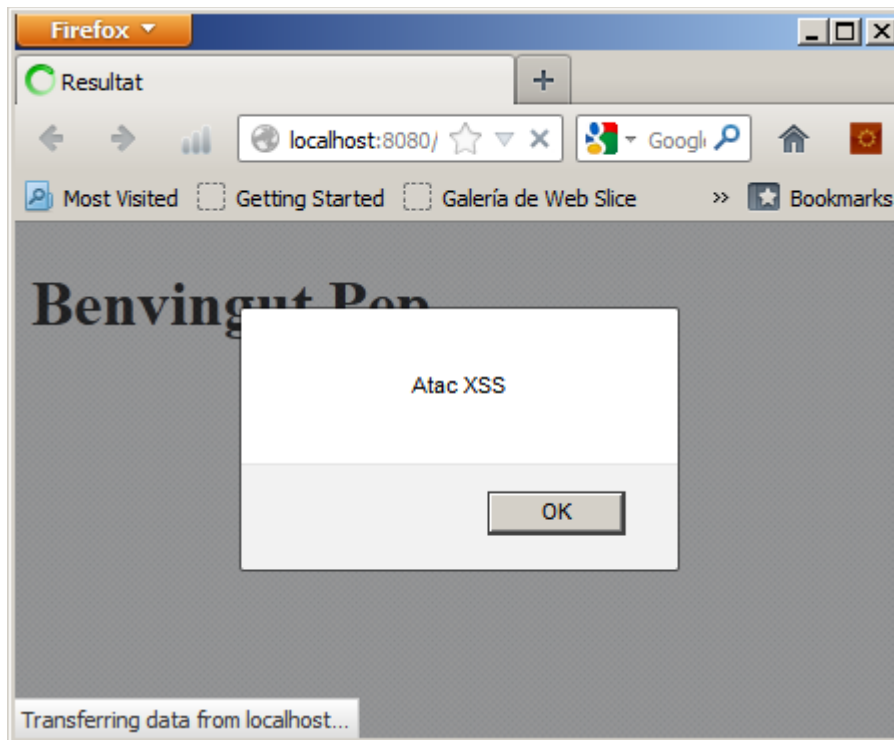 Firefox
Resultat
localhost:8080/
Googl
Most Visited
Getting Started
Galería de Web Slice
»
Bookmarks
Benvingut Pep
Atac XSS
OK
Transferring data from localhost...